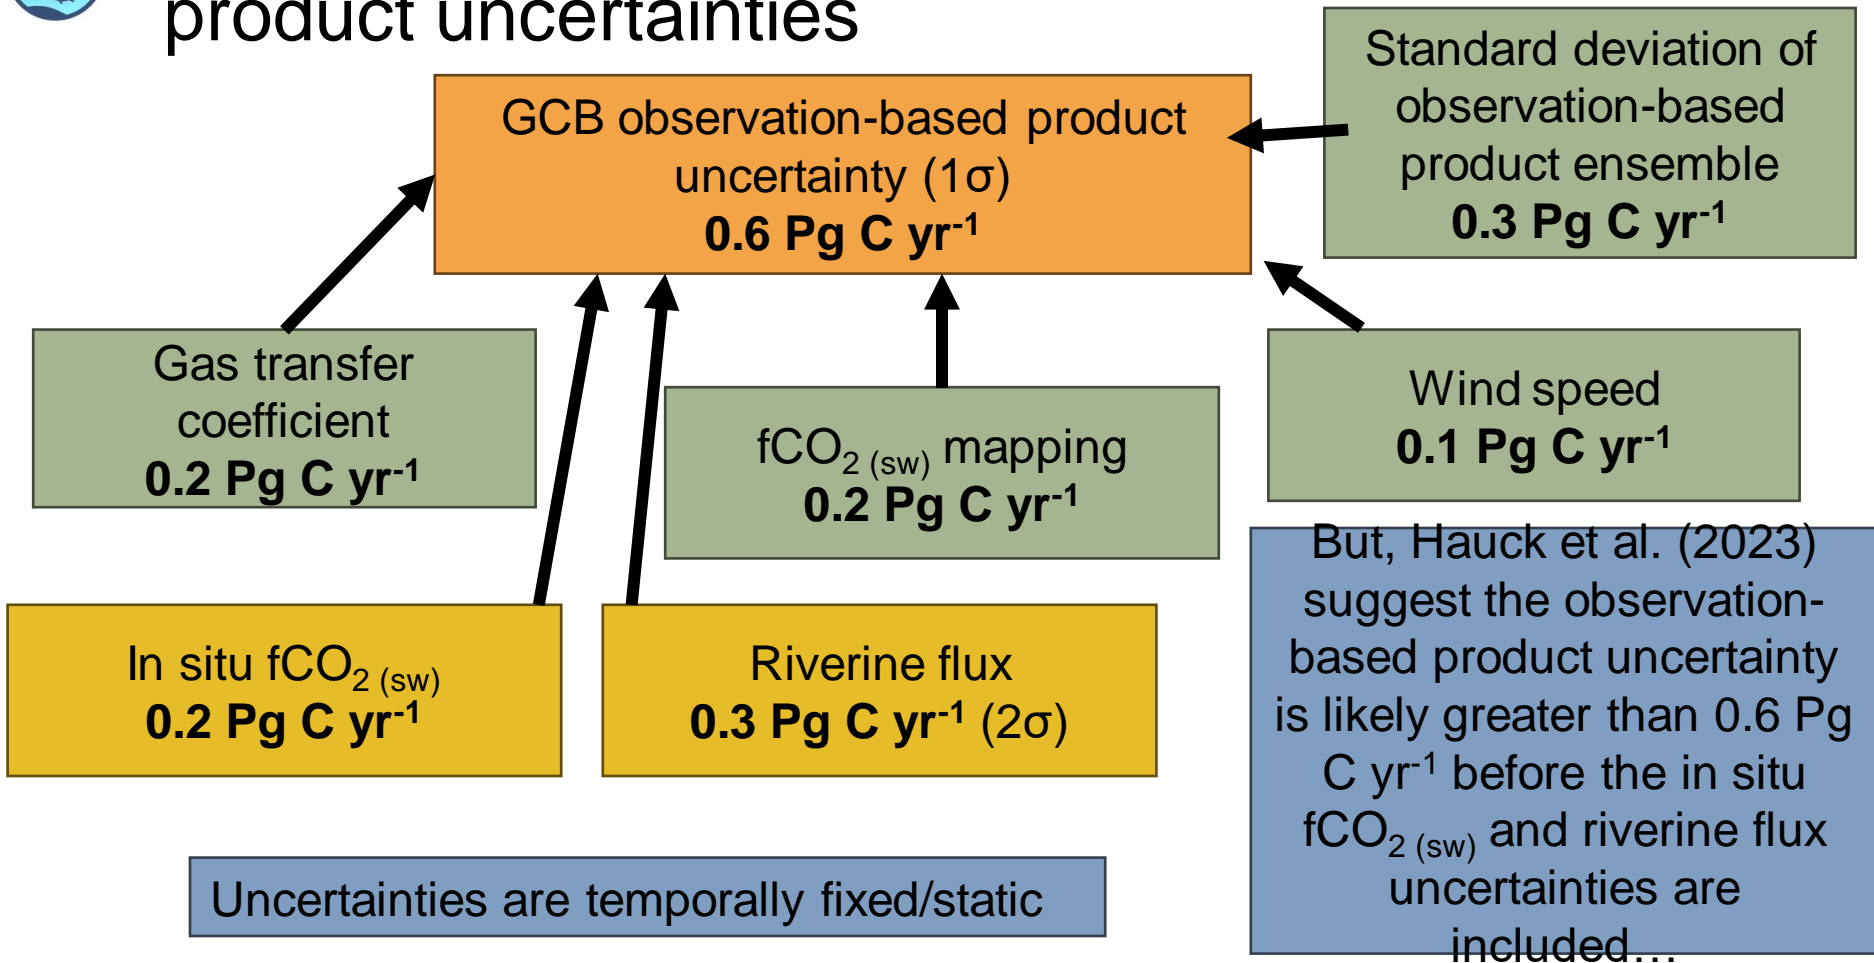 product uncertainties
Standard deviation of
observation-based
product ensemble
0.3 Pg C yr⁻¹
GCB observation-based product
uncertainty (1σ)
0.6 Pg C yr⁻¹
Gas transfer
coefficient
0.2 Pg C yr⁻¹
fCO₂ (sw) mapping
0.2 Pg C yr⁻¹
Wind speed
0.1 Pg C yr⁻¹
In situ fCO₂ (sw)
0.2 Pg C yr⁻¹
Riverine flux
0.3 Pg C yr⁻¹ (2σ)
But, Hauck et al. (2023)
suggest the observation-
based product uncertainty
is likely greater than 0.6 Pg
C yr⁻¹ before the in situ
fCO₂ (sw) and riverine flux
uncertainties are
included…
Uncertainties are temporally fixed/static